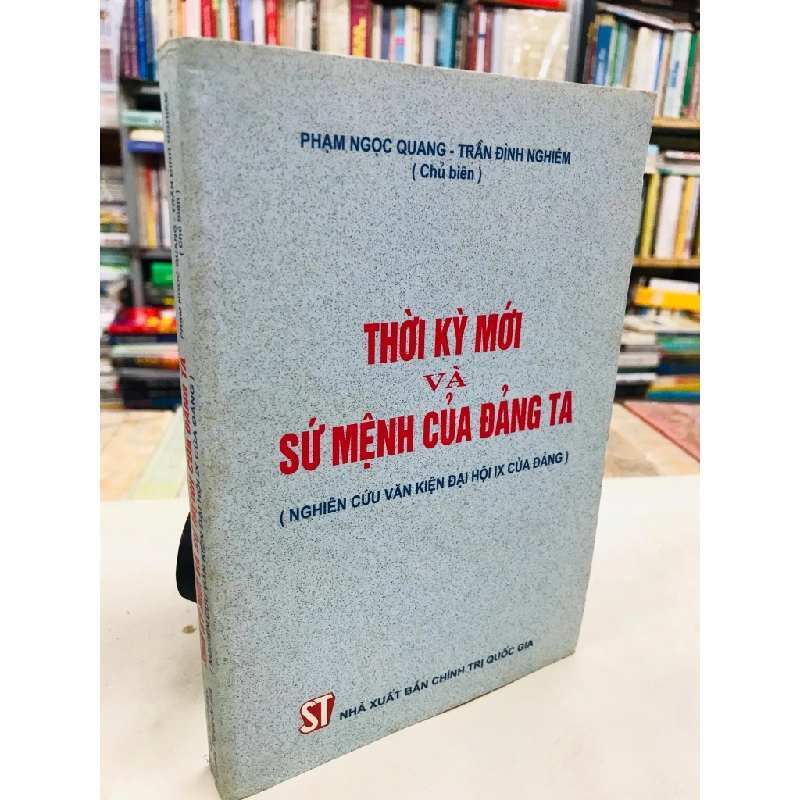 PHẠM NGỌC QUANG - TRẦN ĐÌNH NGHIÊM
( Chủ biên )
THỜI KỲ MỚI
VÀ
SỨ MỆNH CỦA ĐẢNG TA
( NGHIÊN CỨU VĂN KIỆN ĐẠI HỘI IX CỦA ĐẢNG )
ST NHÀ XUẤT BẢN CHÍNH TRỊ QUỐC GIA